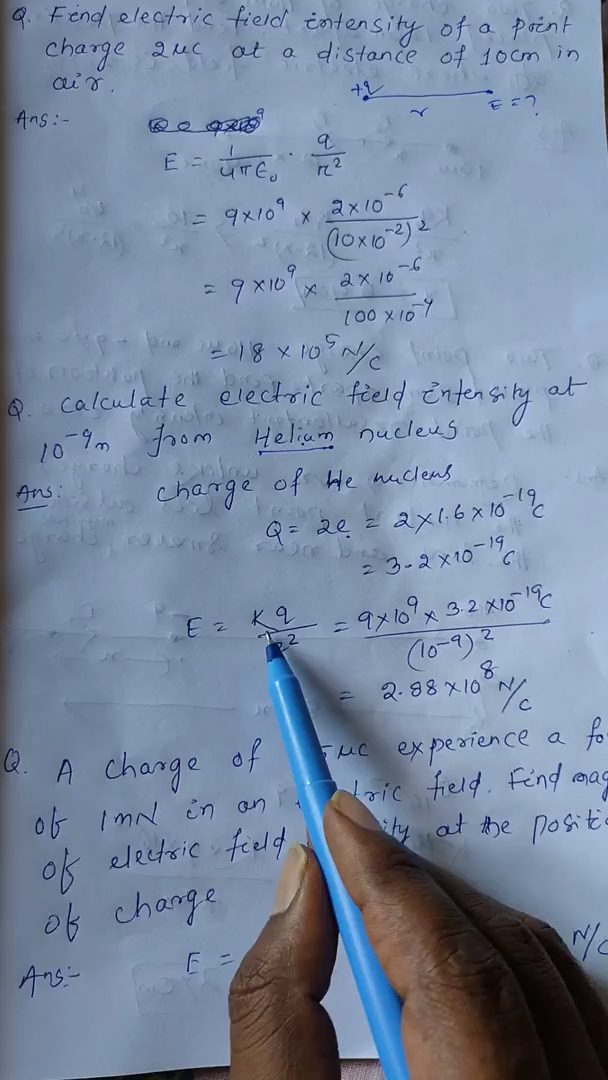 Q. Find electric field intensity of a point
charge 2μc at a distance of 10cm in
air.
+q r E = ?
Ans:-
E = 1/4πε₀ · q/r²
= 9×10⁹ × 2×10⁻⁶/(10×10⁻²)²
= 9×10⁹ × 2×10⁻⁶/100×10⁻⁴
= 18 × 10⁵ N/C
Q. Calculate electric field intensity at
10⁻⁹m from Helium nucleus
Ans: charge of He nucleus
Q = 2e = 2×1.6×10⁻¹⁹C
= 3.2×10⁻¹⁹C
E = Kq/r² = 9×10⁹ × 3.2×10⁻¹⁹C/(10⁻⁹)²
= 2.88×10⁸ N/C
Q. A charge of μc experience a
of 1mN in an field. Find
of electric field at the
of charge
Ans:- E = N/C